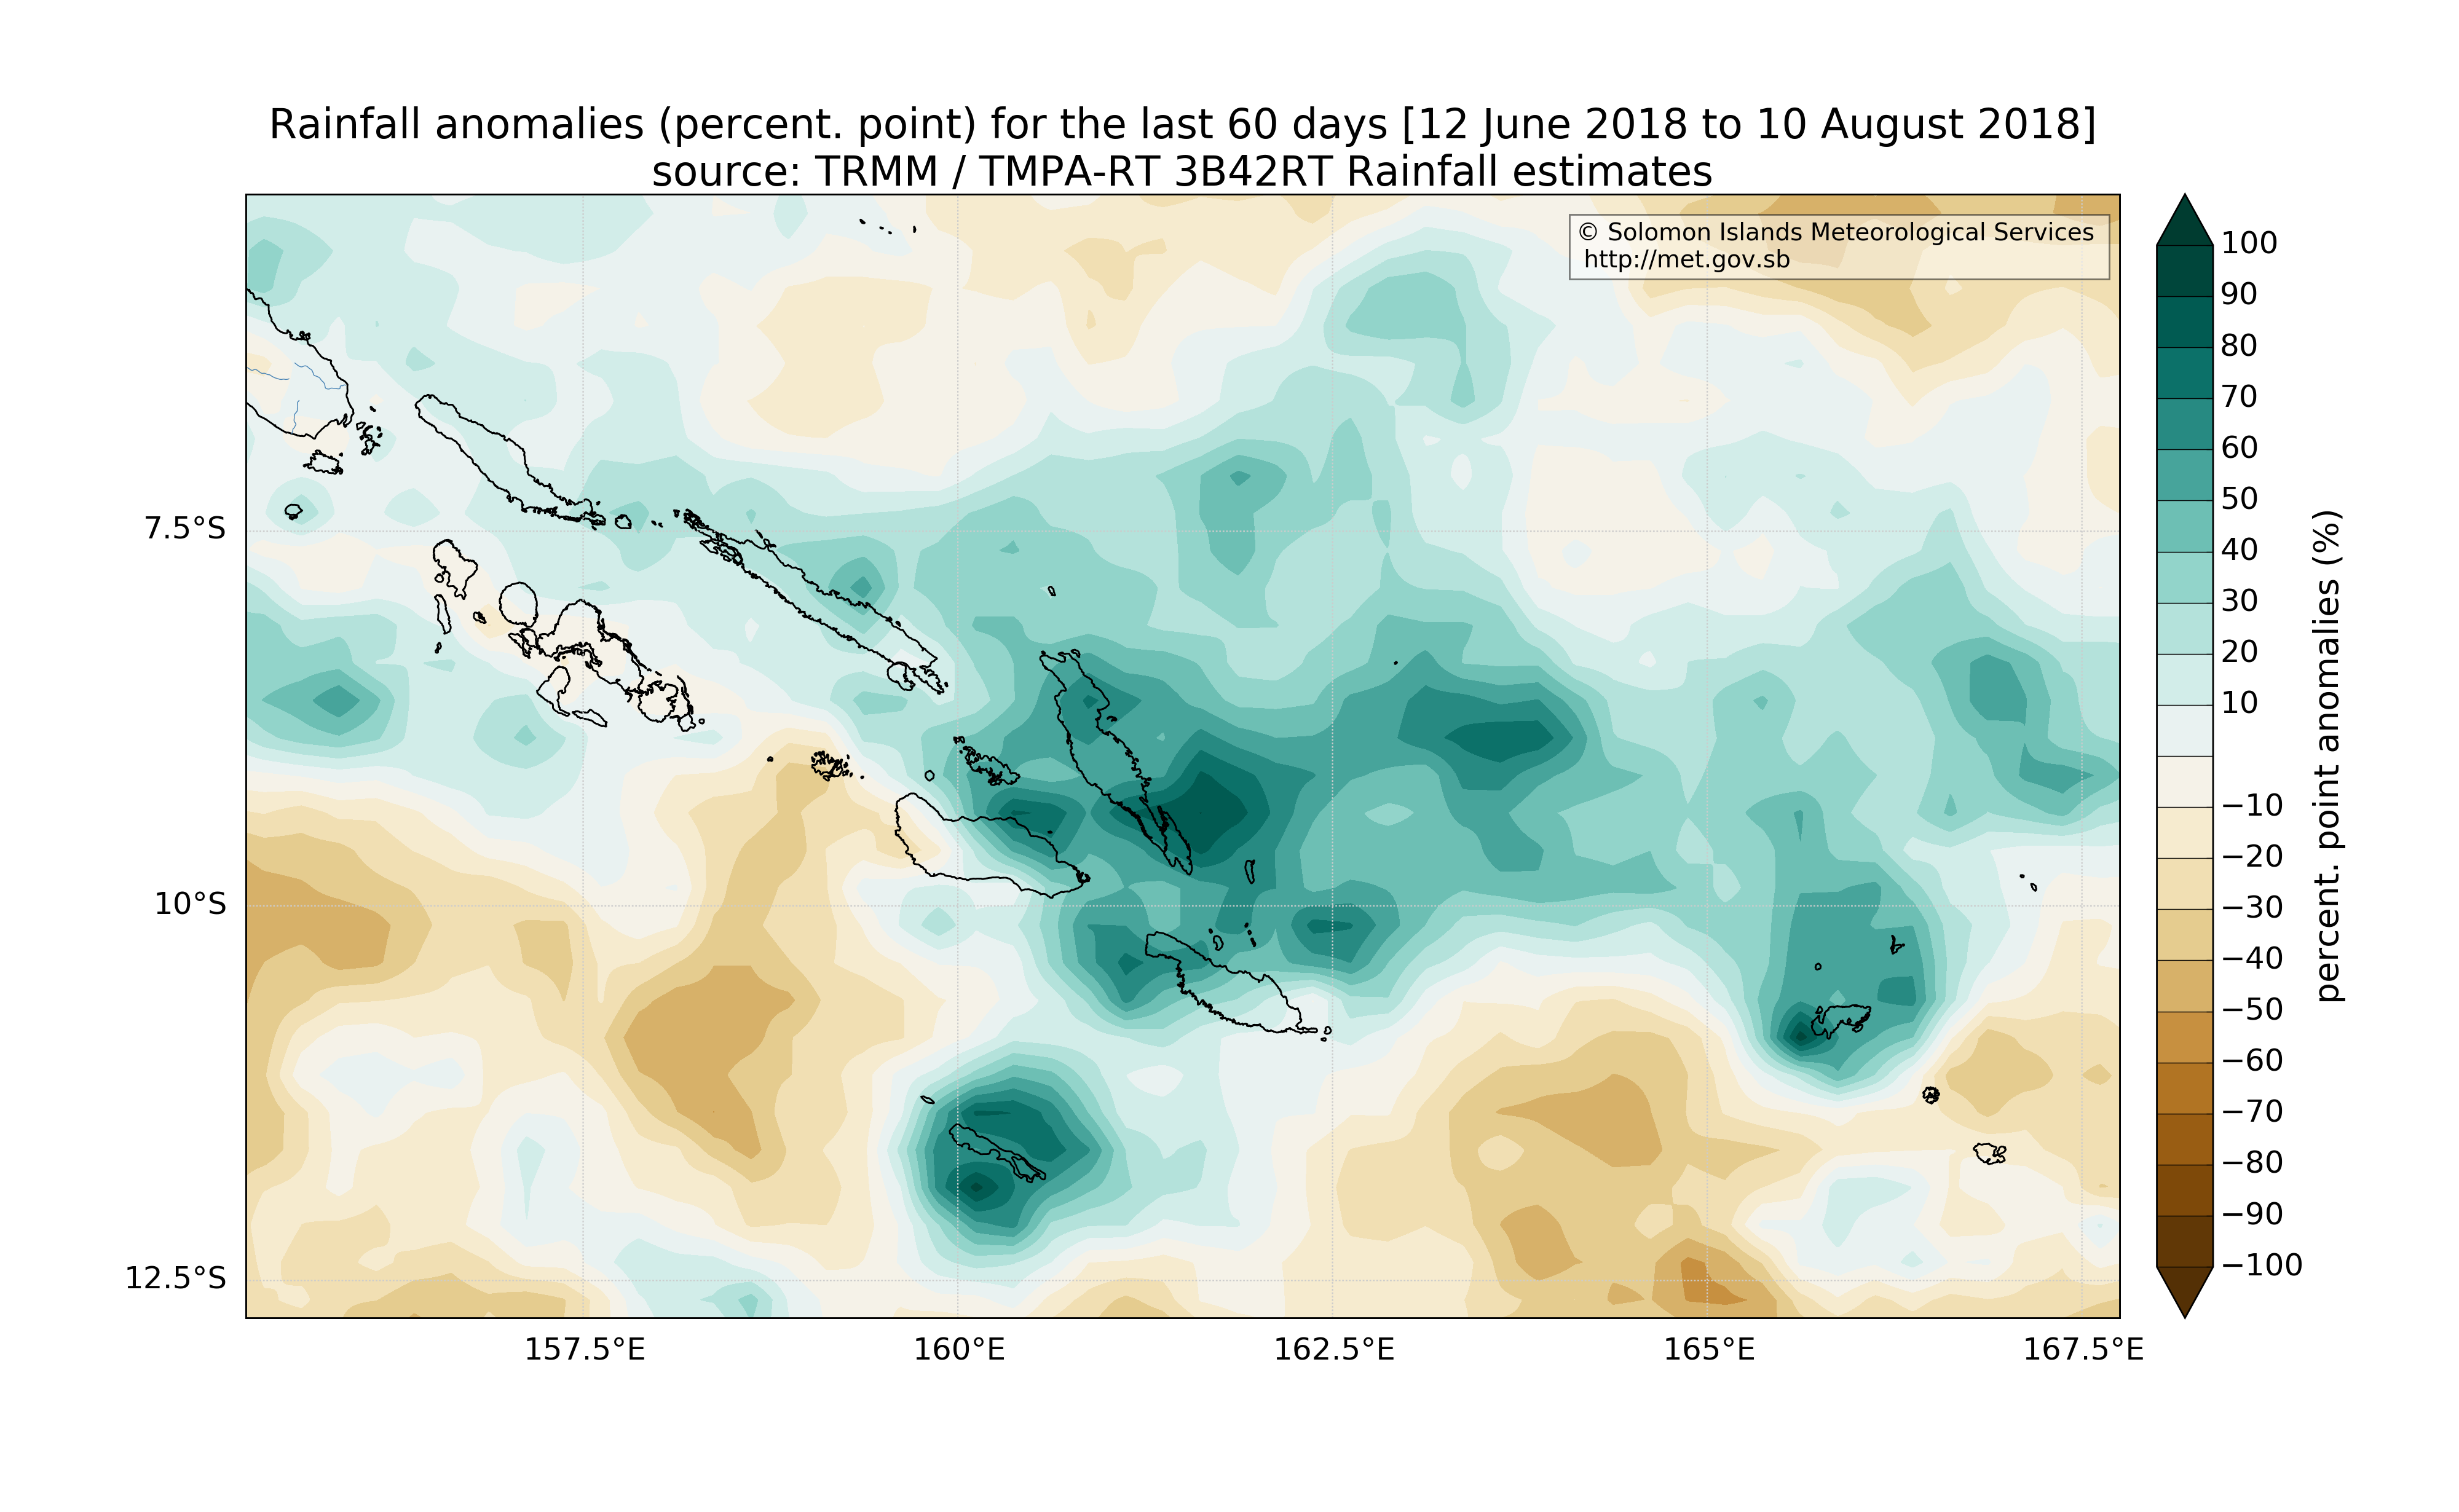 Rainfall anomalies (percent. point) for the last 60 days [12 June 2018 to 10 August 2018]
source: TRMM / TMPA-RT 3B42RT Rainfall estimates
© Solomon Islands Meteorological Services
http://met.gov.sb
7.5°S
10°S
12.5°S
157.5°E
160°E
162.5°E
165°E
167.5°E
100
90
80
70
60
50
40
30
20
10
−10
−20
−30
−40
−50
−60
−70
−80
−90
−100
percent. point anomalies (%)